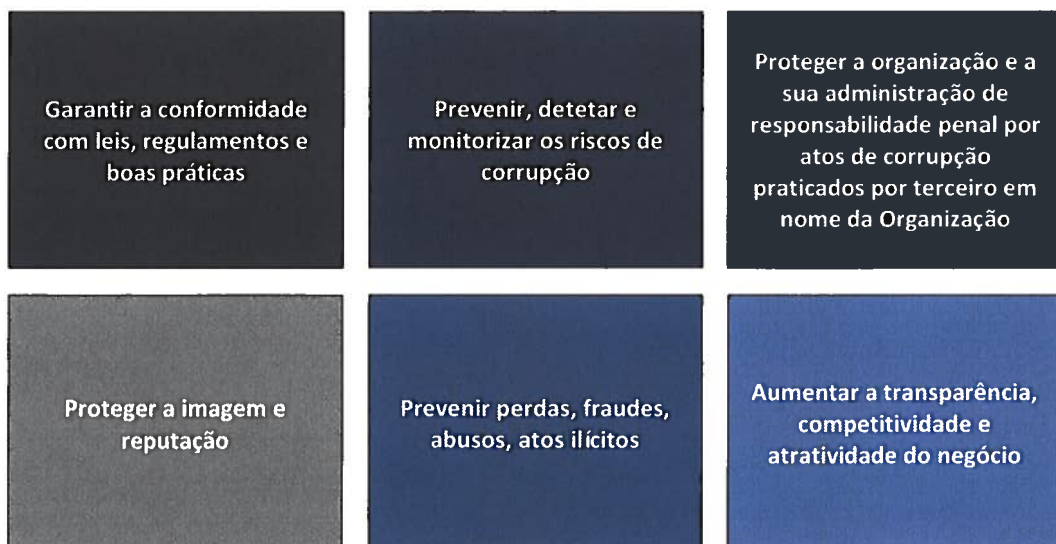 Garantir a conformidade
com leis, regulamentos e
boas práticas
Prevenir, detetar e
monitorizar os riscos de
corrupção
Proteger a organização e a
sua administração de
responsabilidade penal por
atos de corrupção
praticados por terceiro em
nome da Organização
Proteger a imagem e
reputação
Prevenir perdas, fraudes,
abusos, atos ilícitos
Aumentar a transparência,
competitividade e
atratividade do negócio